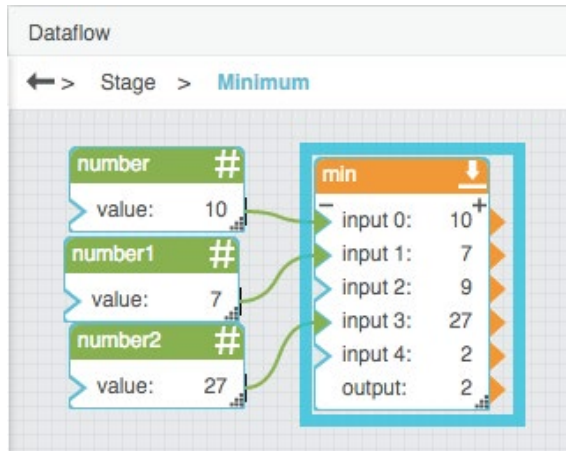 Dataflow
> Stage > Minimum
number #
value: 10
number1 #
value: 7
number2 #
value: 27
min
− +
input 0: 10
input 1: 7
input 2: 9
input 3: 27
input 4: 2
output: 2